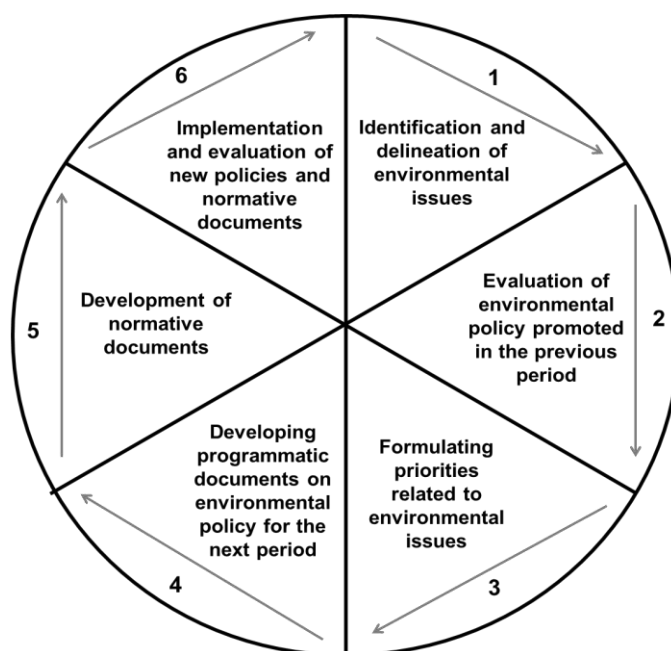 1
Identification and
delineation of
environmental
issues
2
Evaluation of
environmental
policy promoted
in the previous
period
3
Formulating
priorities
related to
environmental
issues
4
Developing
programmatic
documents on
environmental
policy for the
next period
5
Development of
normative
documents
6
Implementation
and evaluation of
new policies and
normative
documents